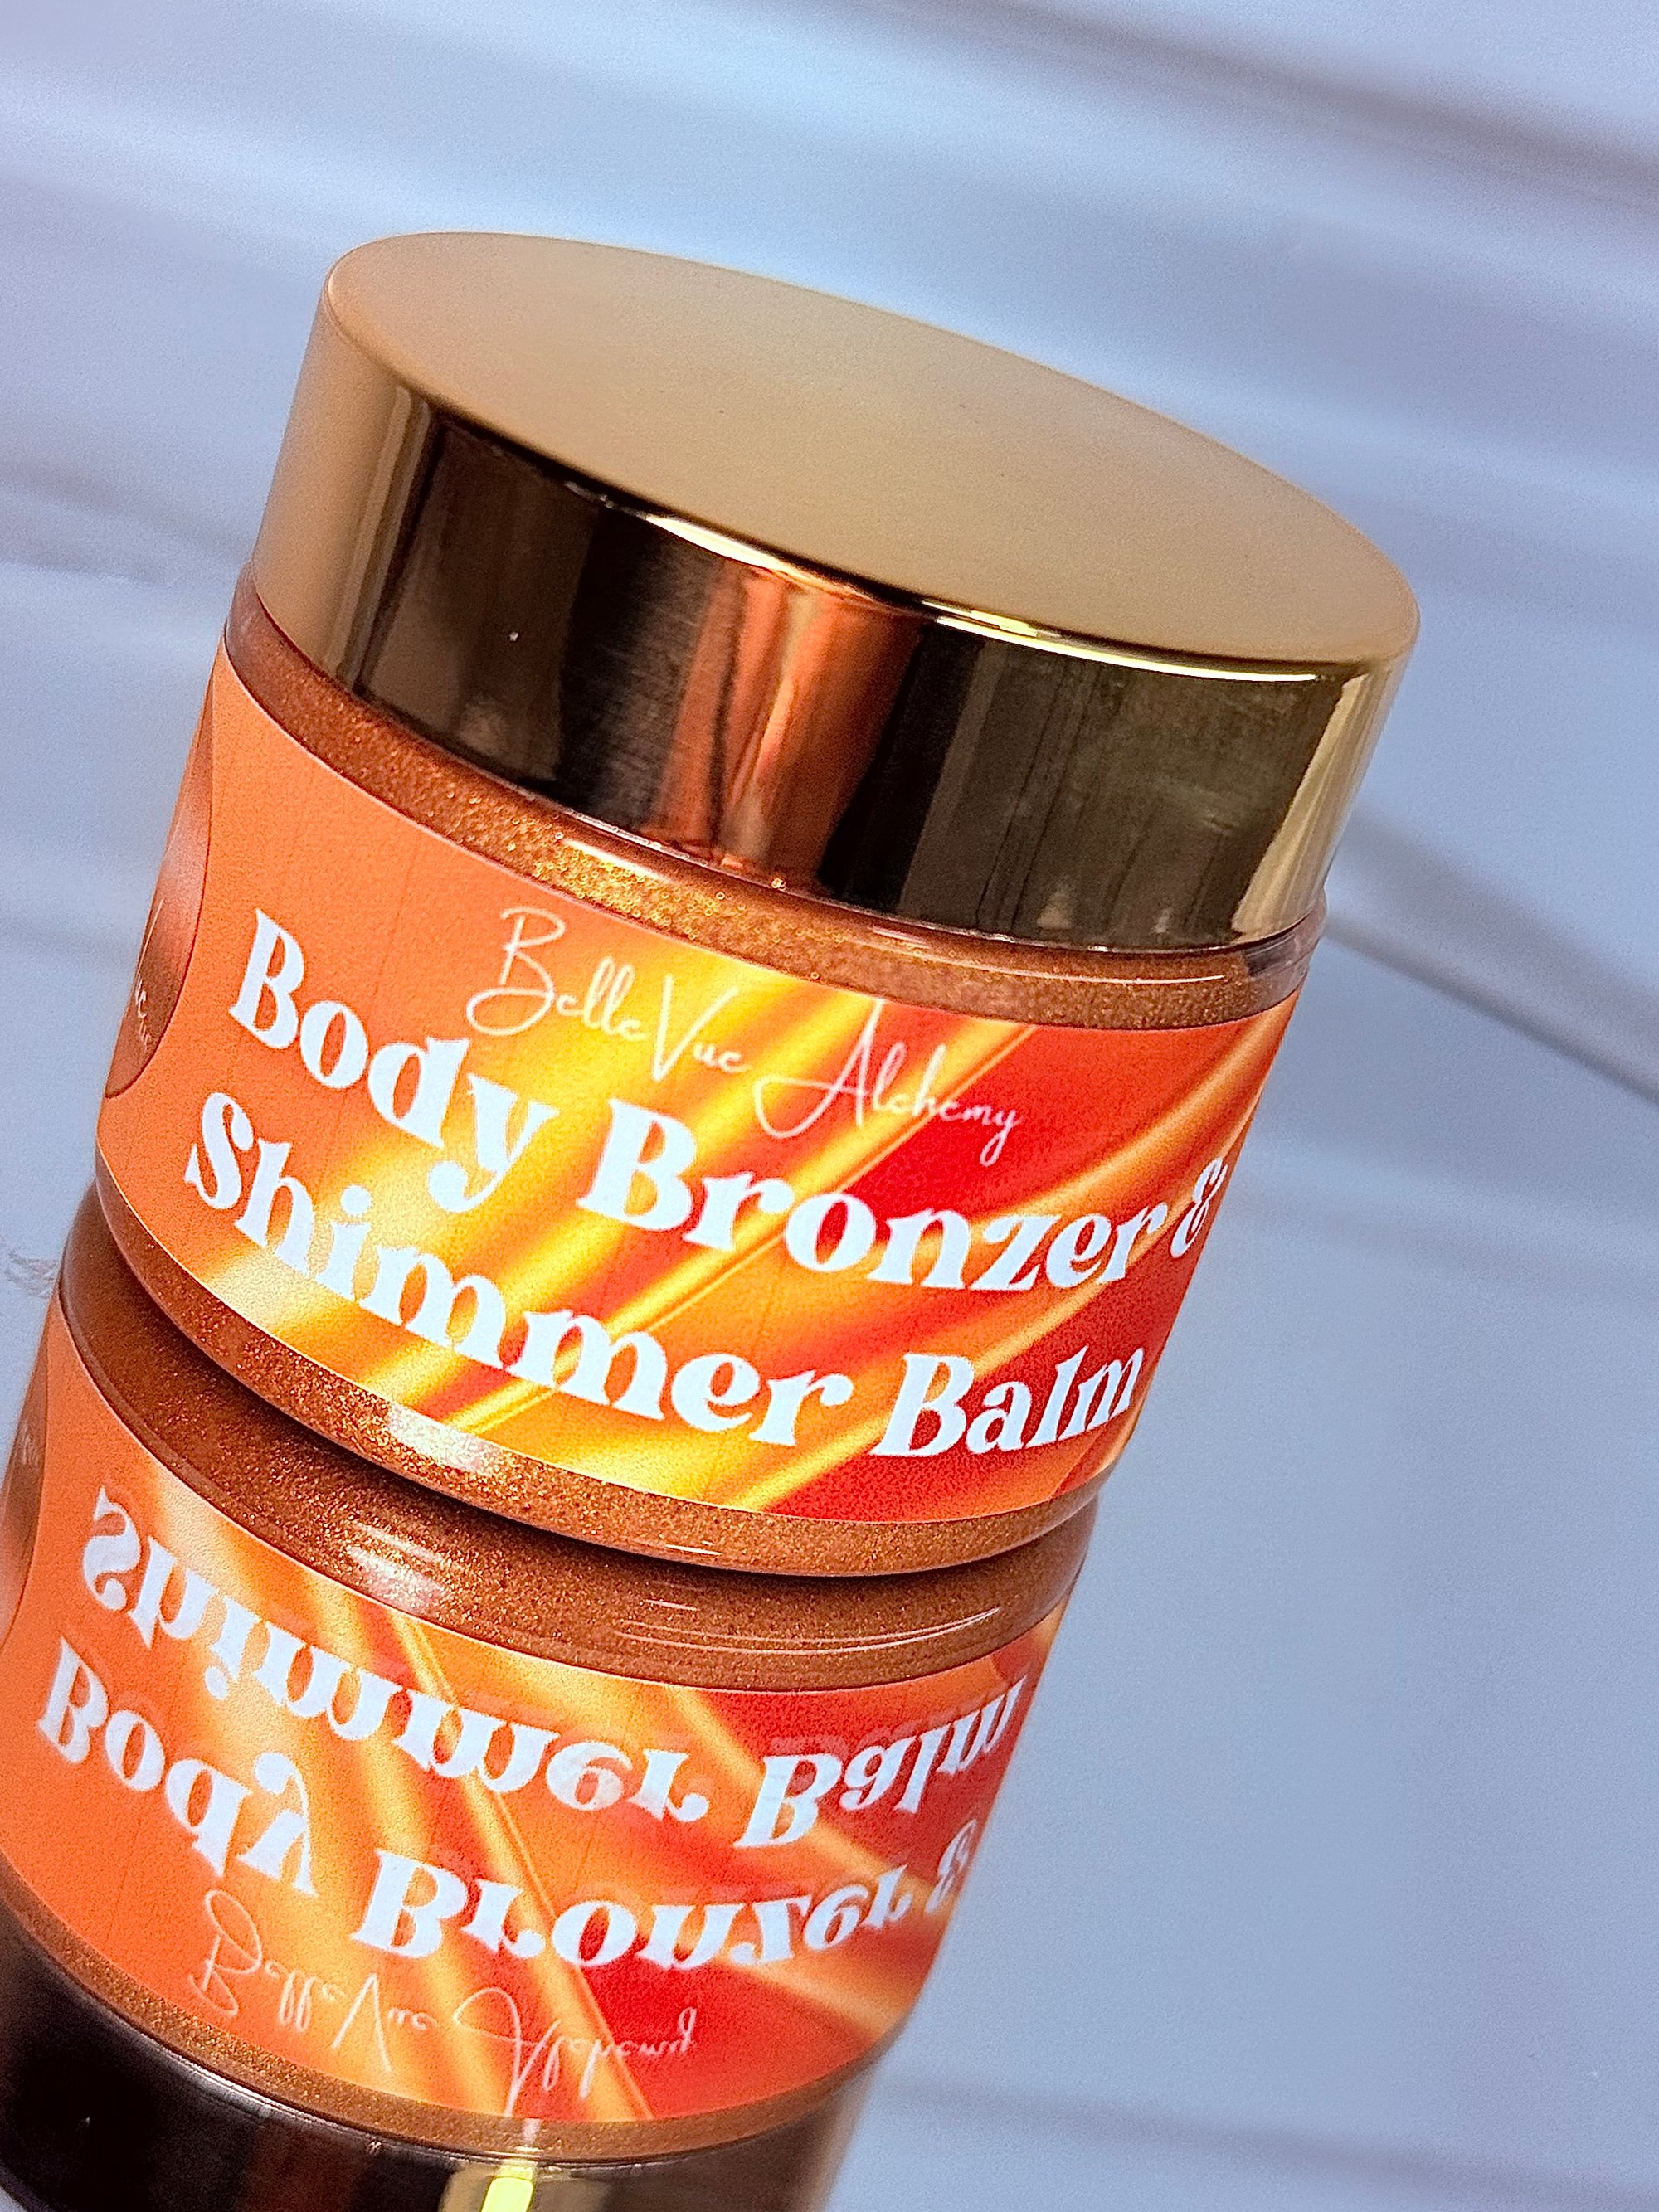 BelleVue Alchemy
Body Bronzer &
Shimmer Balm